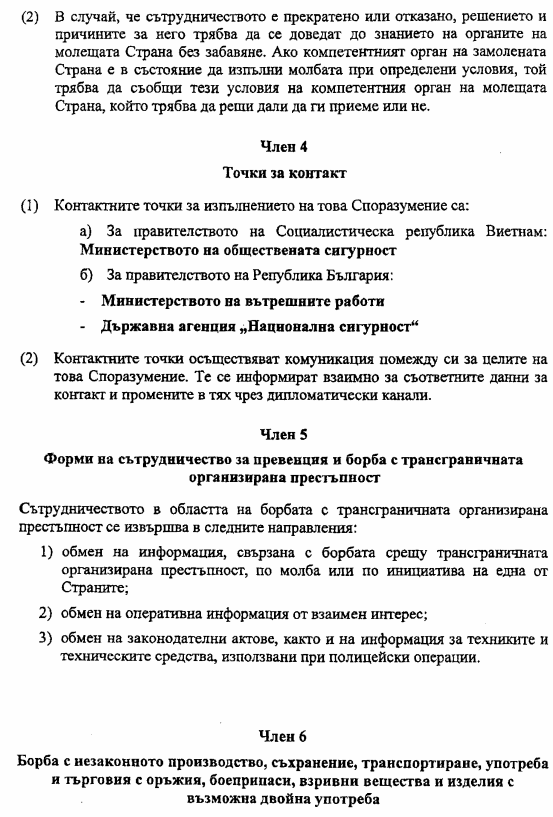 (2) В случай, че сътрудничеството е прекратено или отказано, решението и
причините за него трябва да се доведат до знанието на органите на
молещата Страна без забавяне. Ако компетентният орган на замолената
Страна е в състояние да изпълни молбата при определени условия, той
трябва да съобщи тези условия на компетентния орган на молещата
Страна, който трябва да реши дали да ги приеме или не.
Член 4
Точки за контакт
(1) Контактните точки за изпълнението на това Споразумение са:
а) За правителството на Социалистическа република Виетнам:
Министерството на обществената сигурност
б) За правителството на Република България:
- Министерството на вътрешните работи
- Държавна агенция „Национална сигурност“
(2) Контактните точки осъществяват комуникация помежду си за целите на
това Споразумение. Те се информират взаимно за съответните данни за
контакт и промените в тях чрез дипломатически канали.
Член 5
Форми на сътрудничество за превенция и борба с трансграничната
организирана престъпност
Сътрудничеството в областта на борбата с трансграничната организирана
престъпност се извършва в следните направления:
1) обмен на информация, свързана с борбата срещу трансграничната
организирана престъпност, по молба или по инициатива на една от
Страните;
2) обмен на оперативна информация от взаимен интерес;
3) обмен на законодателни актове, както и на информация за техниките и
техническите средства, използвани при полицейски операции.
Член 6
Борба с незаконното производство, съхранение, транспортиране, употреба
и търговия с оръжия, боеприпаси, взривни вещества и изделия с
възможна двойна употреба